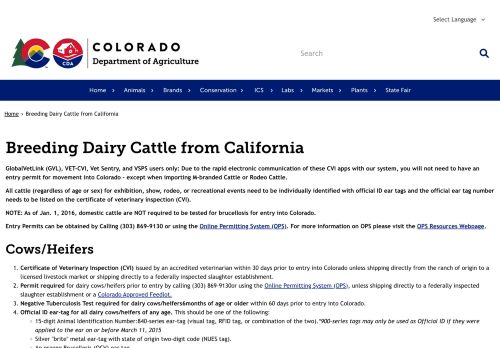 Select Language
COLORADO
Department of Agriculture
CDA
Search
Home
Animals
Brands
Conservation
ICS
Labs
Markets
Plants
State Fair
Home › Breeding Dairy Cattle from California
Breeding Dairy Cattle from California
GlobalVetLink (GVL), VET-CVI, Vet Sentry, and VSPS users only: Due to the rapid electronic communication of these CVI apps with our system, you will not need to have an
entry permit for movement into Colorado - except when importing M-branded Cattle or Rodeo Cattle.
All cattle (regardless of age or sex) for exhibition, show, rodeo, or recreational events need to be individually identified with official ID ear tags and the official ear tag number
needs to be listed on the certificate of veterinary inspection (CVI).
NOTE: As of Jan. 1, 2016, domestic cattle are NOT required to be tested for brucellosis for entry into Colorado.
Entry Permits can be obtained by Calling (303) 869-9130 or using the Online Permitting System (OPS). For more information on OPS please visit the OPS Resources Webpage.
Cows/Heifers
1. Certificate of Veterinary Inspection (CVI) issued by an accredited veterinarian within 30 days prior to entry into Colorado unless shipping directly from the ranch of origin to a
licensed livestock market or shipping directly to a federally inspected slaughter establishment.
2. Permit required for dairy cows/heifers prior to entry by calling (303) 869-9130or using the Online Permitting System (OPS), unless shipping directly to a federally inspected
slaughter establishment or a Colorado Approved Feedlot.
3. Negative Tuberculosis Test required for dairy cows/heifers6months of age or older within 60 days prior to entry into Colorado.
4. Official ID ear-tag for all dairy cows/heifers of any age. This should be one of the following:
15-digit Animal Identification Number:840-series ear-tag (visual tag, RFID tag, or combination of the two).*900-series tags may only be used as Official ID if they were
applied to the ear on or before March 11, 2015
Silver "brite" metal ear-tag with state of origin two-digit code (NUES tag).
An orange Brucellosis (OCV) ear tag